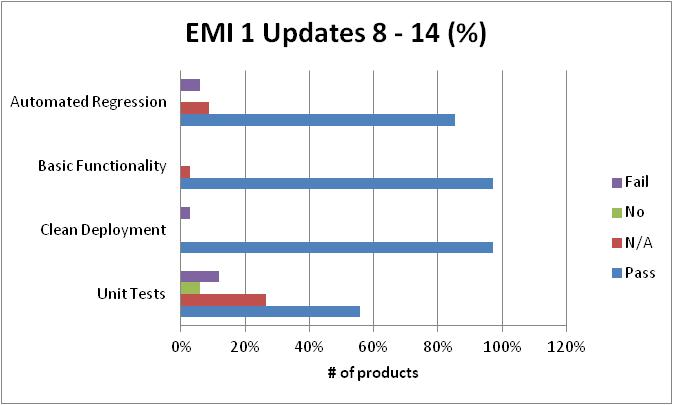 EMI 1 Updates 8 - 14 (%)
Automated Regression
Basic Functionality
Clean Deployment
Unit Tests
Fail
No
N/A
Pass
0% 20% 40% 60% 80% 100% 120%
# of products